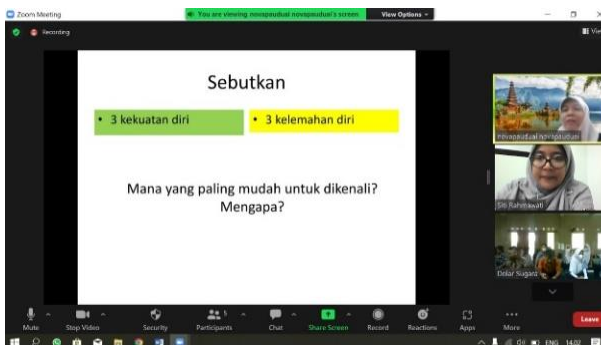 Zoom Meeting
You are viewing novapaudual novapaudual's screen
View Options
Recording
Sebutkan
• 3 kekuatan diri
• 3 kelemahan diri
Mana yang paling mudah untuk dikenali?
Mengapa?
novapaudual novapaudual
Siti Rahmawati
Dolar Sugara
Mute
Stop Video
Security
Participants
5
Chat
Share Screen
Record
Reactions
Apps
More
Leave
ENG
14.02